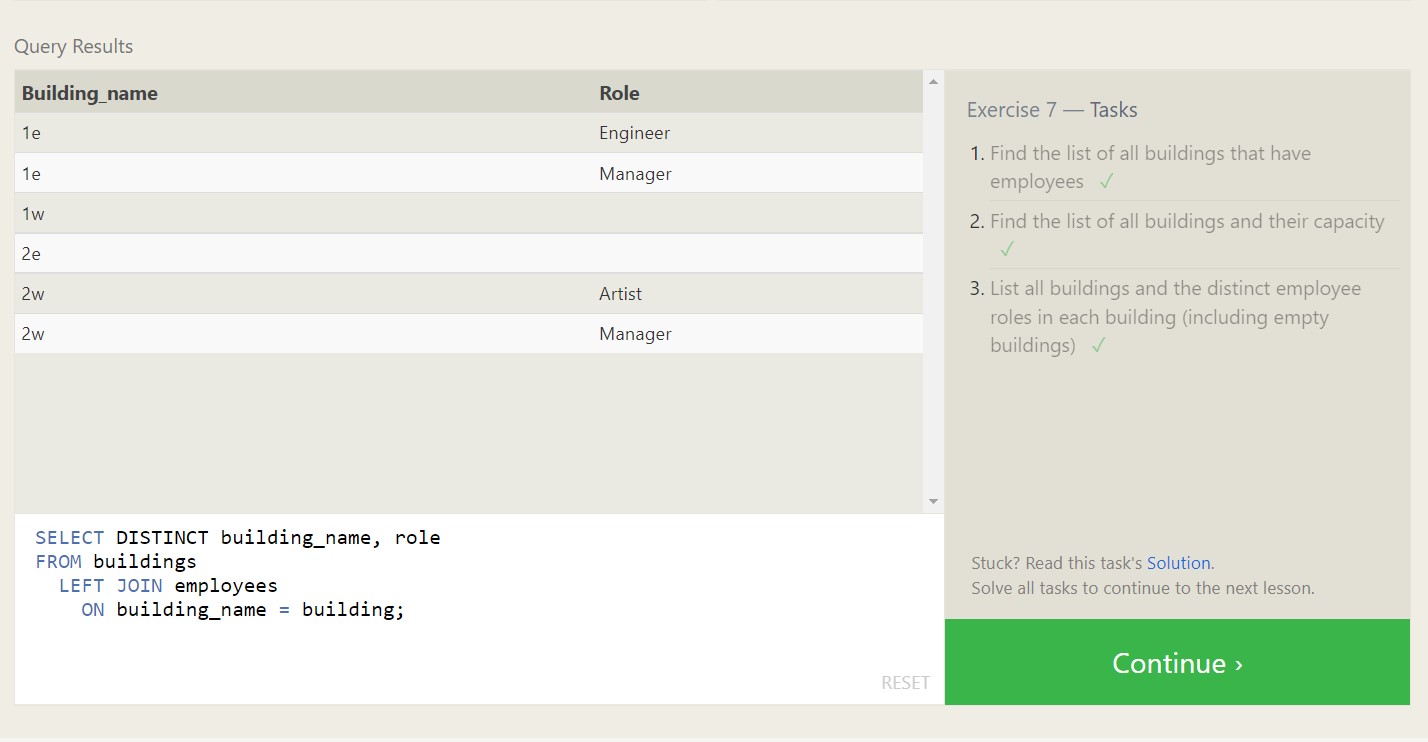 Query Results
Building_name Role
1e Engineer
1e Manager
1w
2e
2w Artist
2w Manager
SELECT DISTINCT building_name, role
FROM buildings
LEFT JOIN employees
ON building_name = building;
RESET
Exercise 7 — Tasks
1. Find the list of all buildings that have
employees ✓
2. Find the list of all buildings and their capacity
✓
3. List all buildings and the distinct employee
roles in each building (including empty
buildings) ✓
Stuck? Read this task's Solution.
Solve all tasks to continue to the next lesson.
Continue ›